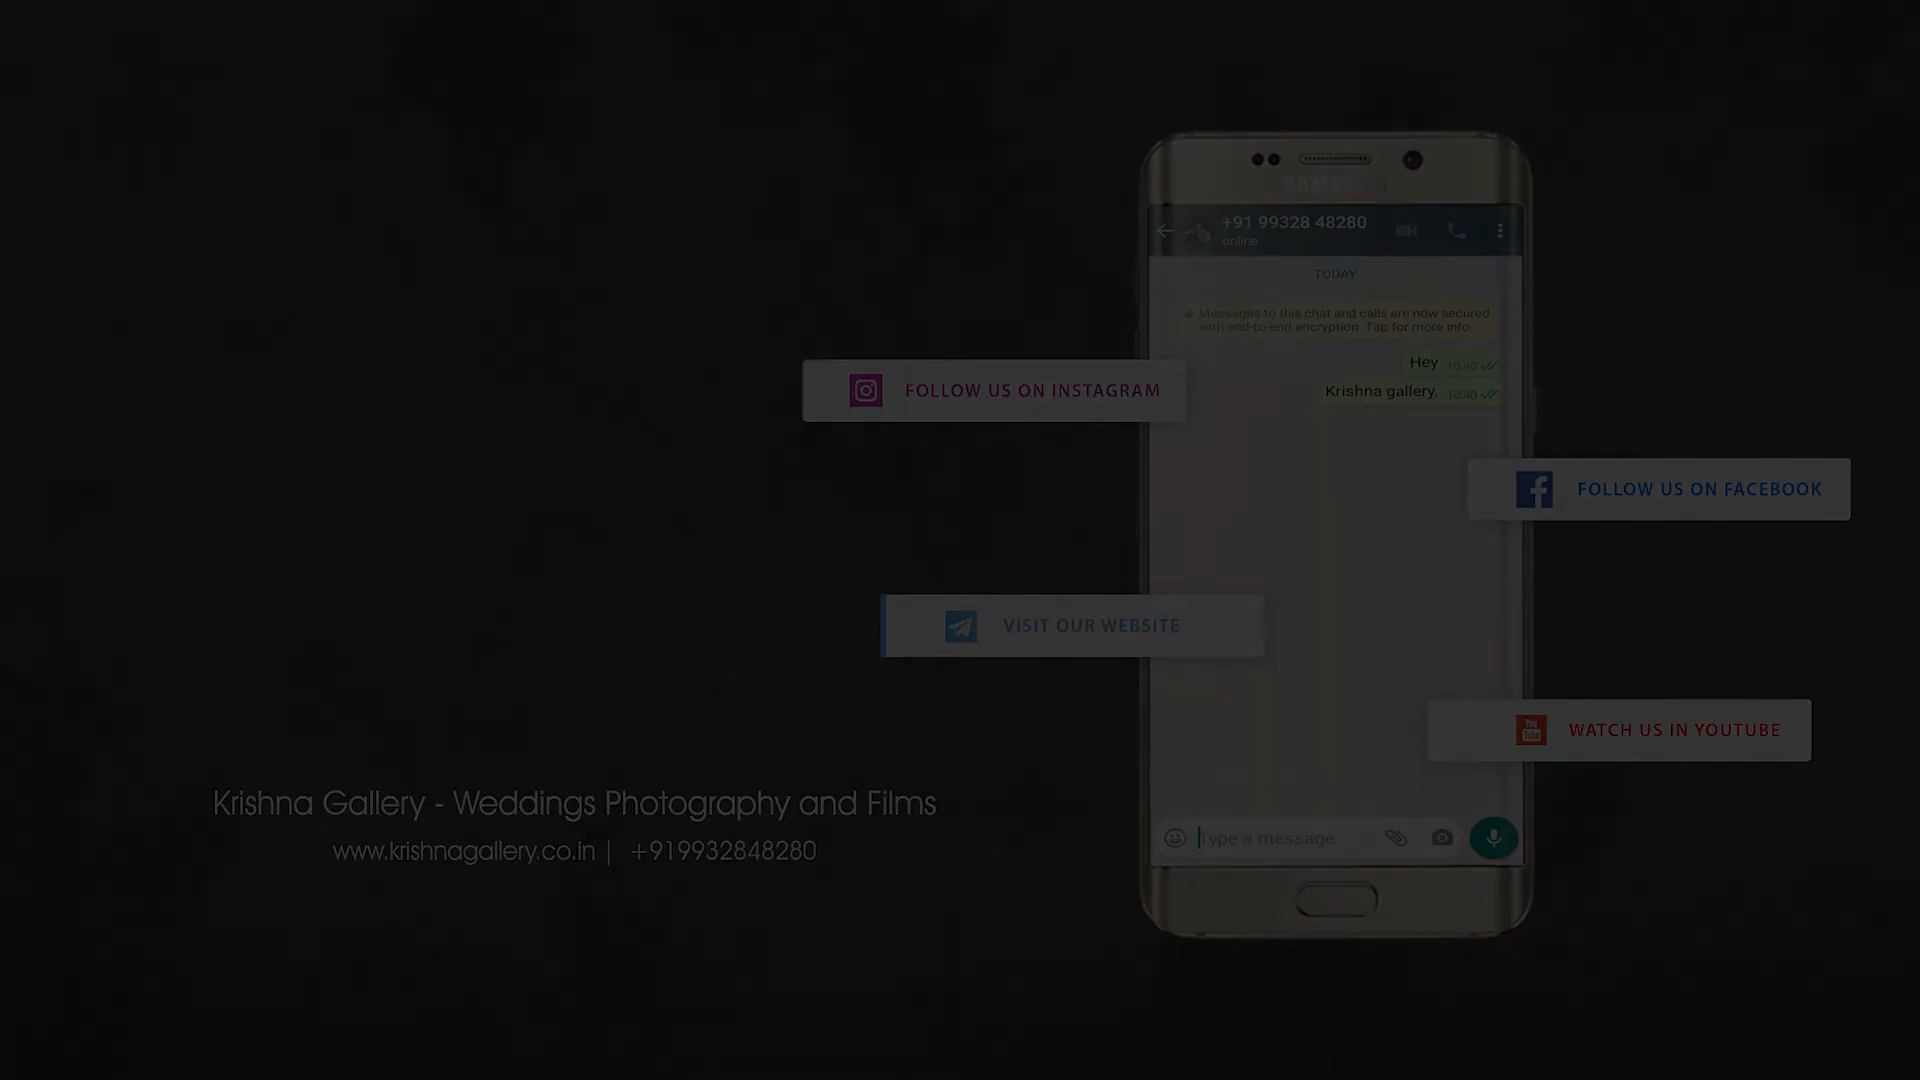 SAMSUNG
+91 99328 48280
online
TODAY
Messages to this chat and calls are now secured
with end-to-end encryption. Tap for more info
Hey 10:40
Krishna gallery. 10:40
FOLLOW US ON INSTAGRAM
FOLLOW US ON FACEBOOK
VISIT OUR WEBSITE
You
Tube
WATCH US IN YOUTUBE
Krishna Gallery - Weddings Photography and Films
www.krishnagallery.co.in | +919932848280
Type a message